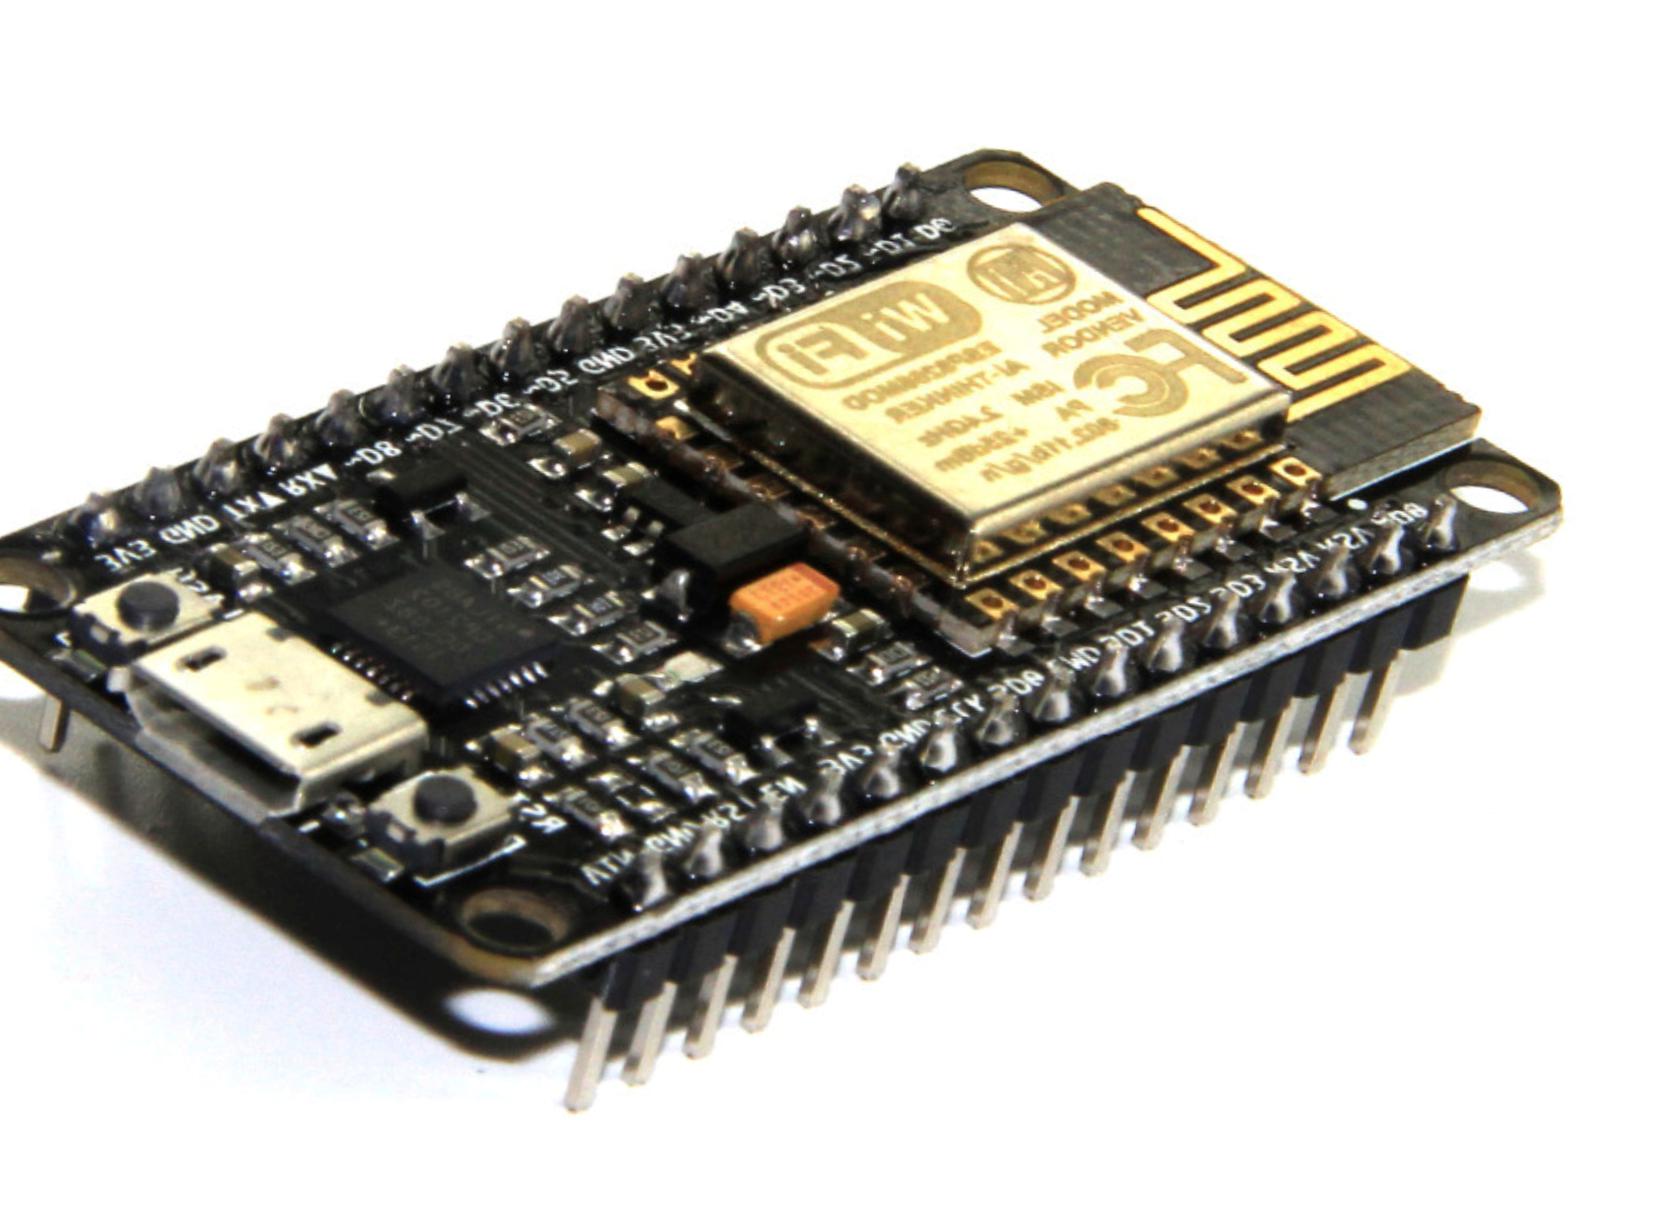 Wi Fi
MODEL
VENDOR
ESP8266MOD
AI-THINKER
ISM 2.4GHz
PA +25dBm
802.11b/g/n
FC
D0 D1 D2 D3 D4 3V3 GND D5 D6 D7 D8 RX TX GND 3V3
A0 RSV RSV SD3 SD2 SD1 CMD SD0 CLK GND 3V3 EN RST GND VIN